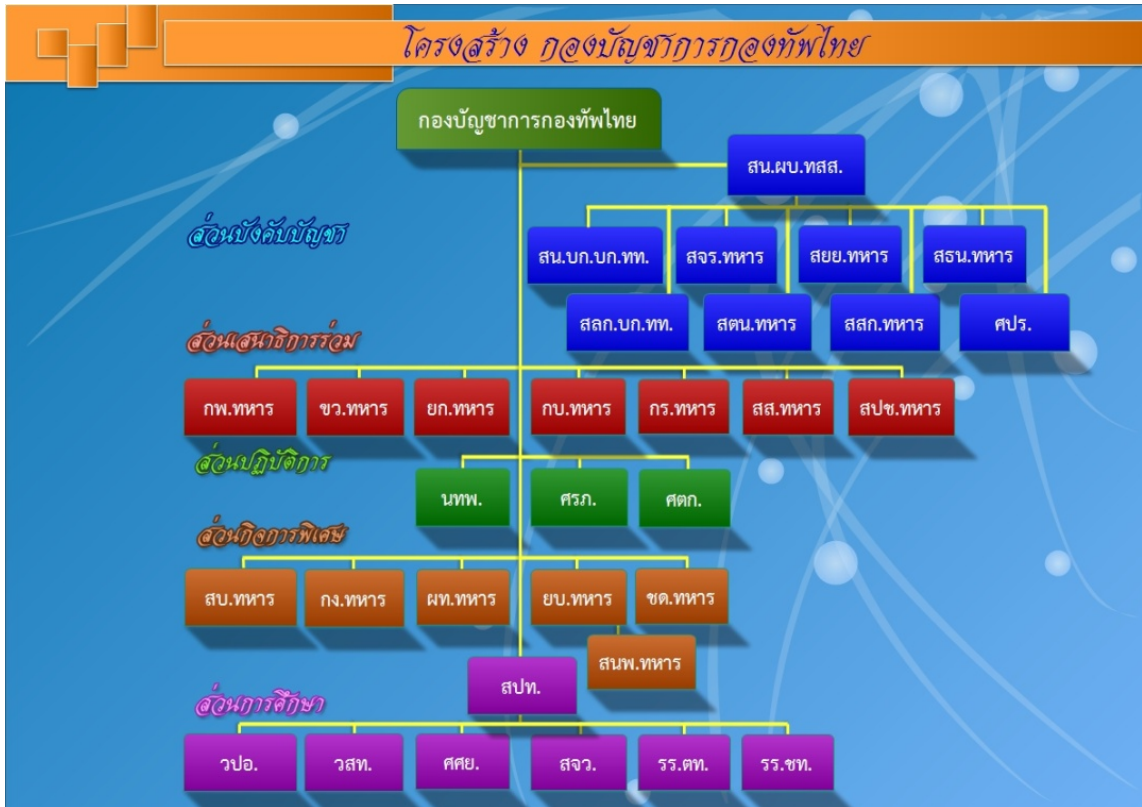 โครงสร้าง กองบัญชาการกองทัพไทย
กองบัญชาการกองทัพไทย
สน.ผบ.ทสส.
ส่วนบังคับบัญชา
สน.บก.บก.ทท. สจร.ทหาร สยย.ทหาร สธน.ทหาร
สลก.บก.ทท. สตน.ทหาร สสก.ทหาร ศปร.
ส่วนเสนาธิการร่วม
กพ.ทหาร ขว.ทหาร ยก.ทหาร กบ.ทหาร กร.ทหาร สส.ทหาร สปช.ทหาร
ส่วนปฏิบัติการ
นทพ. ศรภ. ศตก.
ส่วนกิจการพิเศษ
สบ.ทหาร กง.ทหาร ผท.ทหาร ยบ.ทหาร ชด.ทหาร
สนพ.ทหาร
สปท.
ส่วนการศึกษา
วปอ. วสท. ศศย. สจว. รร.ตท. รร.ชท.